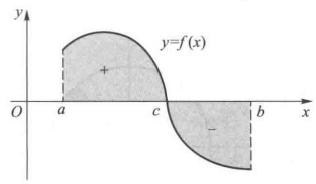 y
y=f(x)
+
O a c b x
−